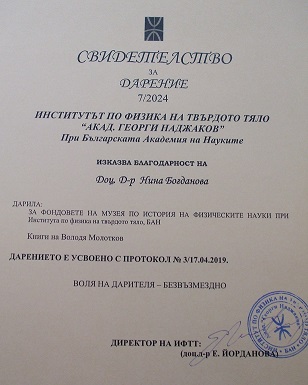 СВИДЕТЕЛСТВО
ЗА
ДАРЕНИЕ
7/2024
ИНСТИТУТЪТ ПО ФИЗИКА НА ТВЪРДОТО ТЯЛО
"АКАД. ГЕОРГИ НАДЖАКОВ"
При Българската Академия на Науките
ИЗКАЗВА БЛАГОДАРНОСТ НА
Доц. Д-р Нина Богданова
ДАРИЛА:
ЗА ФОНДОВЕТЕ НА МУЗЕЯ ПО ИСТОРИЯ НА ФИЗИЧЕСКИТЕ НАУКИ ПРИ
Института по физика на твърдото тяло, БАН
Книги на Володя Молотков
ДАРЕНИЕТО Е УСВОЕНО С ПРОТОКОЛ № 3/17.04.2019.
ВОЛЯ НА ДАРИТЕЛЯ – БЕЗВЪЗМЕЗДНО
ДИРЕКТОР НА ИФТТ:
(доц.д-р Е. ЙОРДАНОВА)